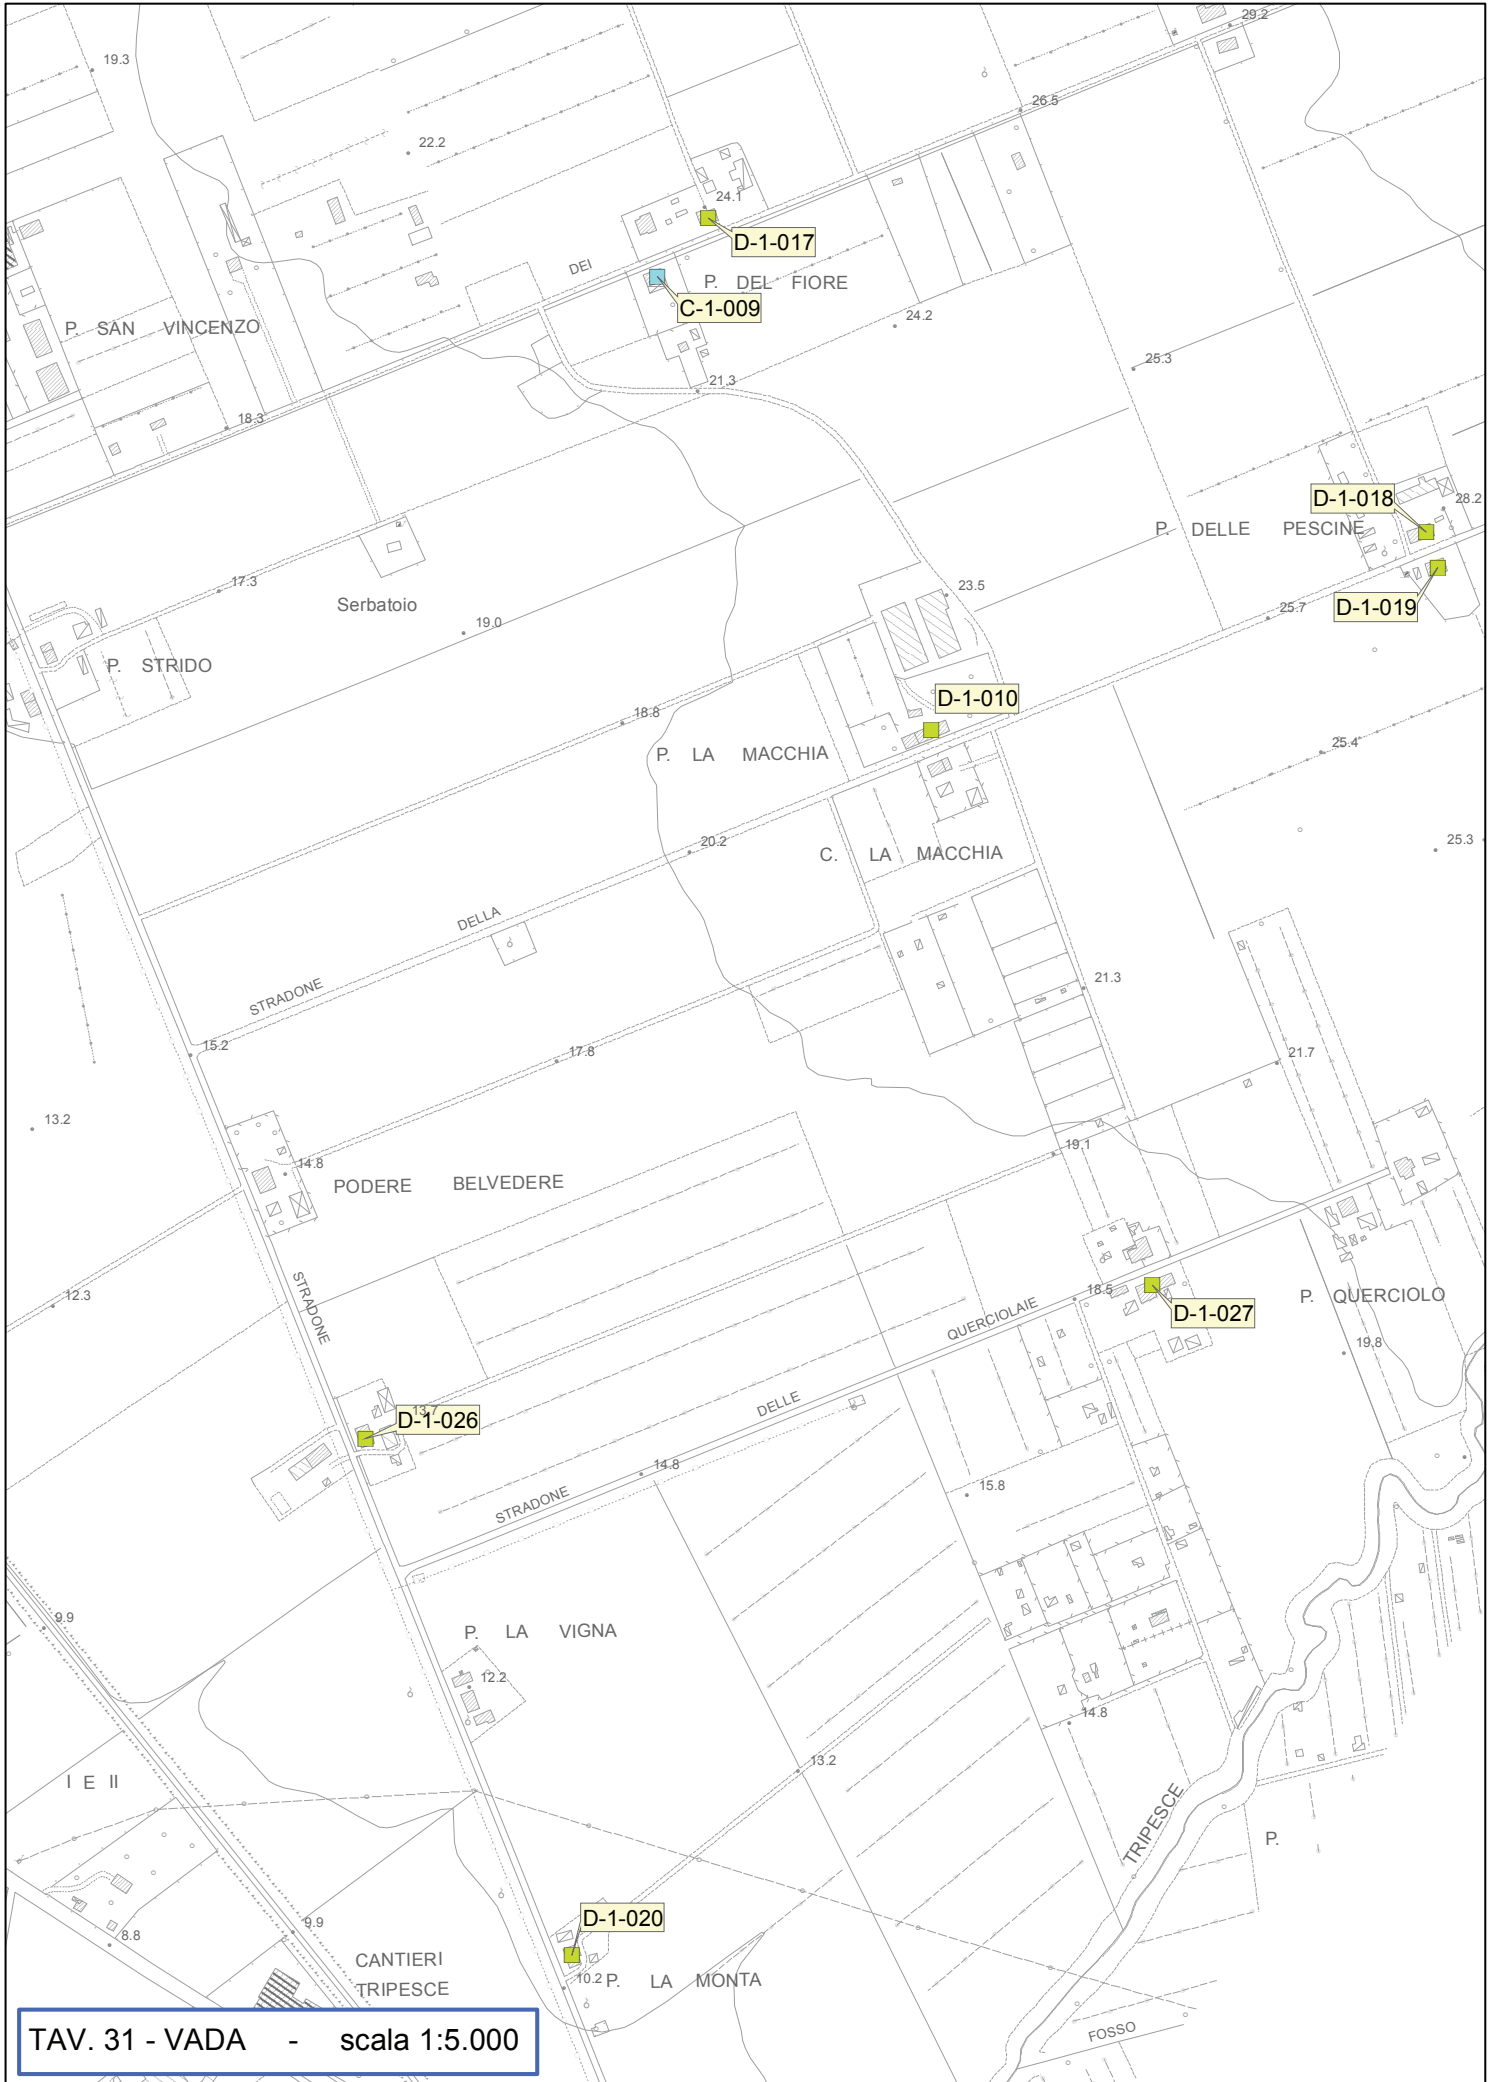 29.2
19.3
26.5
22.2
24.1
D-1-017
DEI
P. DEL FIORE
C-1-009
P. SAN VINCENZO
24.2
25.3
21.3
18.3
D-1-018
28.2
P. DELLE PESCINE
17.3
23.5
Serbatoio
D-1-019
25.7
19.0
P. STRIDO
D-1-010
18.8
25.4
P. LA MACCHIA
20.2
25.3
C. LA MACCHIA
DELLA
21.3
STRADONE
15.2
17.8
21.7
13.2
19.1
14.8
PODERE BELVEDERE
12.3
STRADONE
18.5
D-1-027
P. QUERCIOLO
QUERCIOLAIE
19.8
DELLE
13.7
D-1-026
14.8
15.8
STRADONE
9.9
P. LA VIGNA
12.2
14.8
13.2
I E II
TRIPESCE
P.
D-1-020
8.8
9.9
CANTIERI
TRIPESCE
10.2
P. LA MONTA
FOSSO
TAV. 31 - VADA - scala 1:5.000